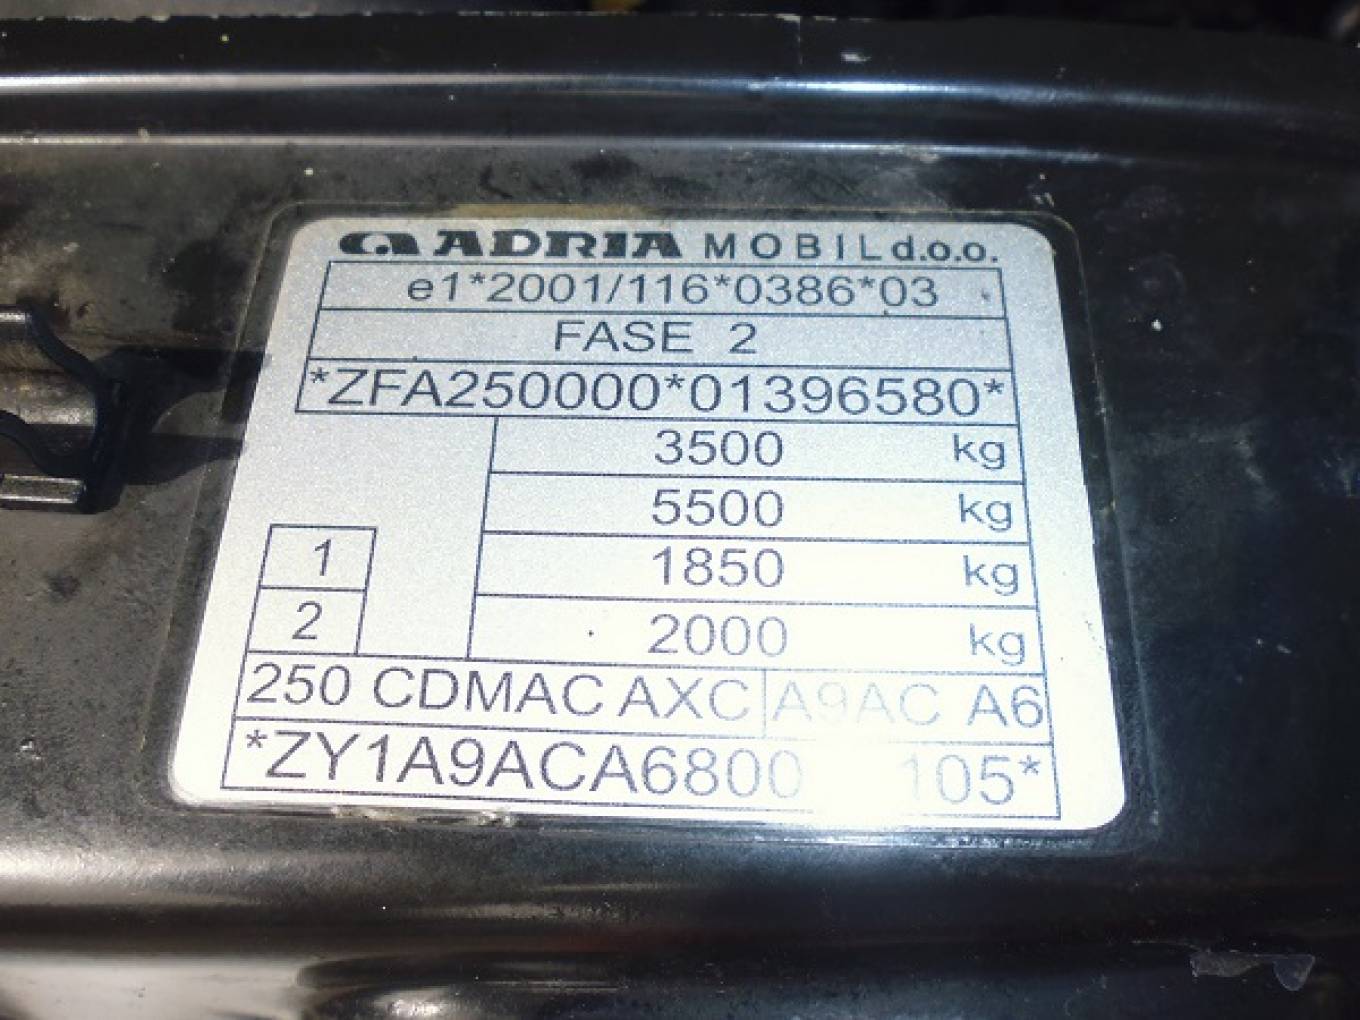 ADRIA MOBIL d.o.o.
e1*2001/116*0386*03
FASE 2
*ZFA250000*01396580*
3500 kg
5500 kg
1 1850 kg
2 2000 kg
250 CDMAC AXC A9AC A6
*ZY1A9ACA6800 105*